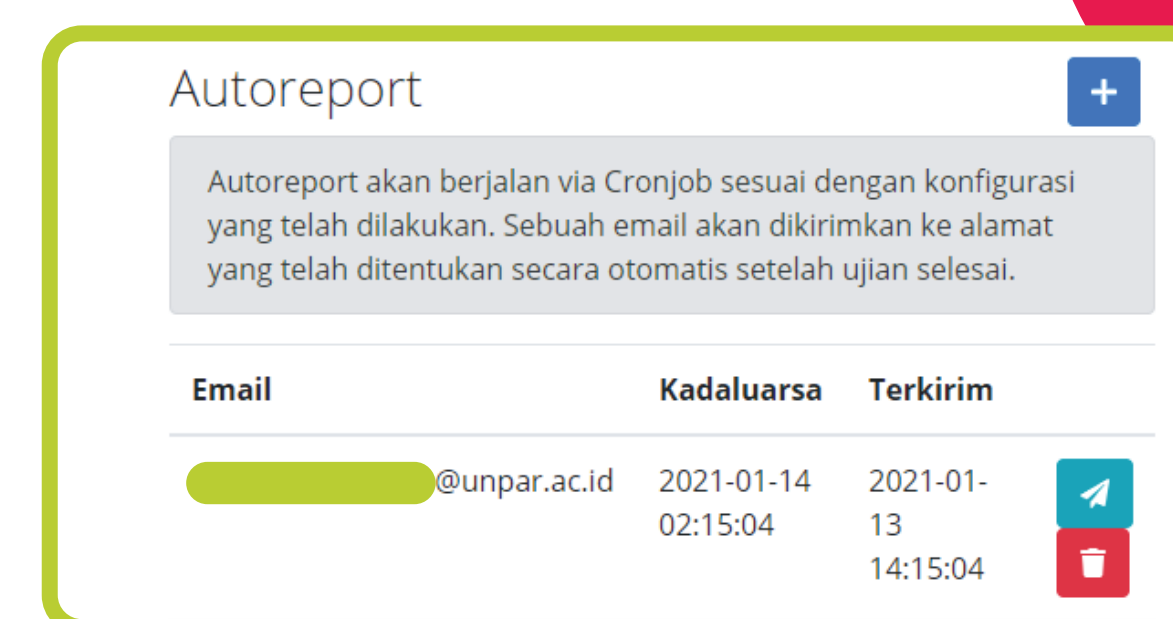 Autoreport
Autoreport akan berjalan via Cronjob sesuai dengan konfigurasi
yang telah dilakukan. Sebuah email akan dikirimkan ke alamat
yang telah ditentukan secara otomatis setelah ujian selesai.
Email Kadaluarsa Terkirim
@unpar.ac.id 2021-01-14 2021-01-
02:15:04 13
14:15:04